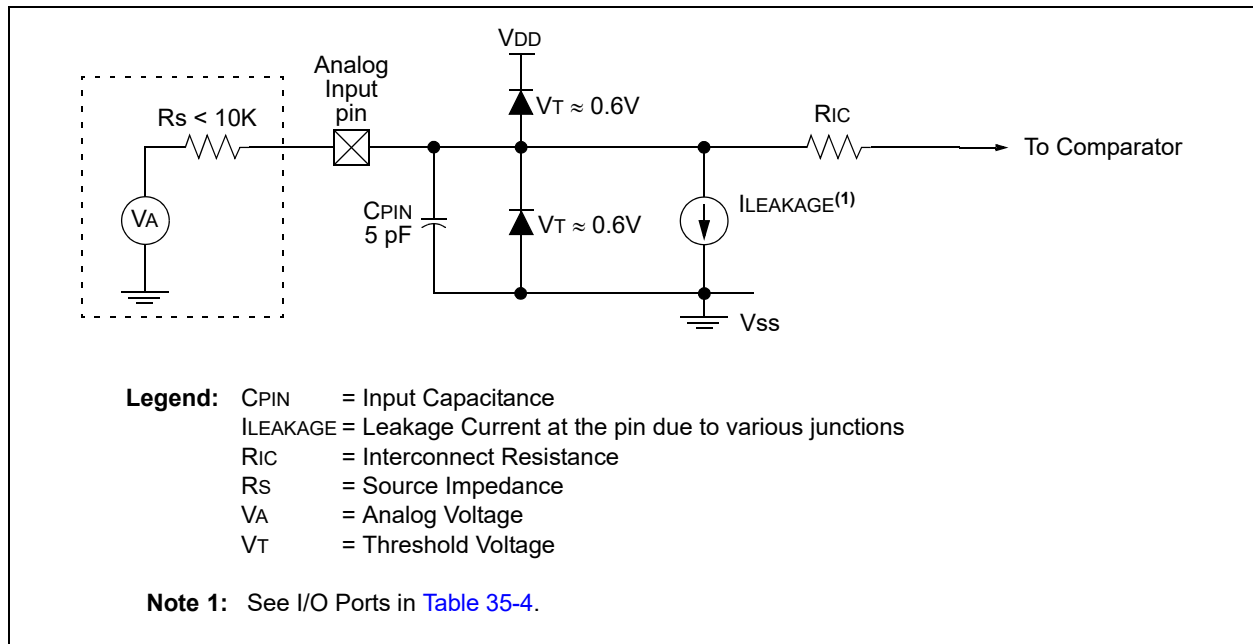 VDD
Analog
Input
pin
Rs < 10K
VT ≈ 0.6V
RIC
To Comparator
VA
CPIN
5 pF
VT ≈ 0.6V
ILEAKAGE(1)
Vss
Legend: CPIN = Input Capacitance
ILEAKAGE = Leakage Current at the pin due to various junctions
RIC = Interconnect Resistance
RS = Source Impedance
VA = Analog Voltage
VT = Threshold Voltage
Note 1: See I/O Ports in Table 35-4.